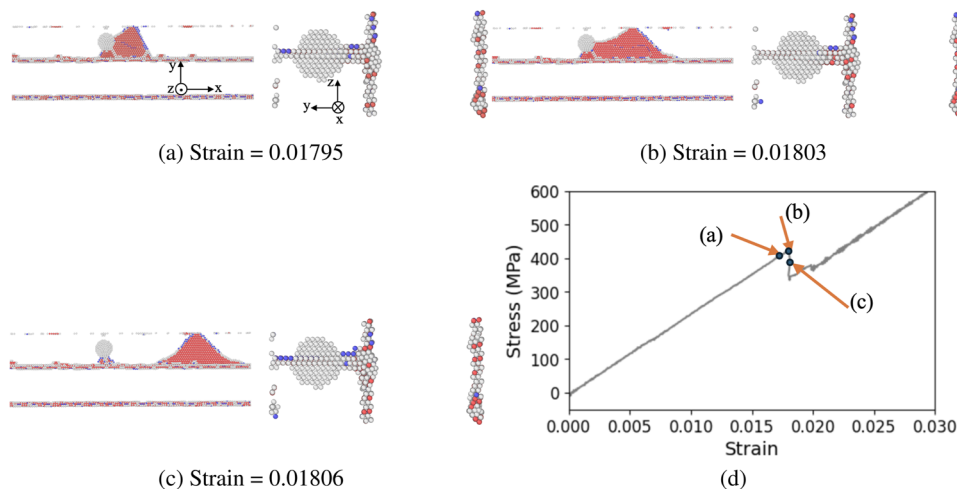 y
z
x
z
y
x
(a) Strain = 0.01795
(b) Strain = 0.01803
(c) Strain = 0.01806
600
500
400
300
200
100
0
Stress (MPa)
(a)
(b)
(c)
0.000 0.005 0.010 0.015 0.020 0.025 0.030
Strain
(d)